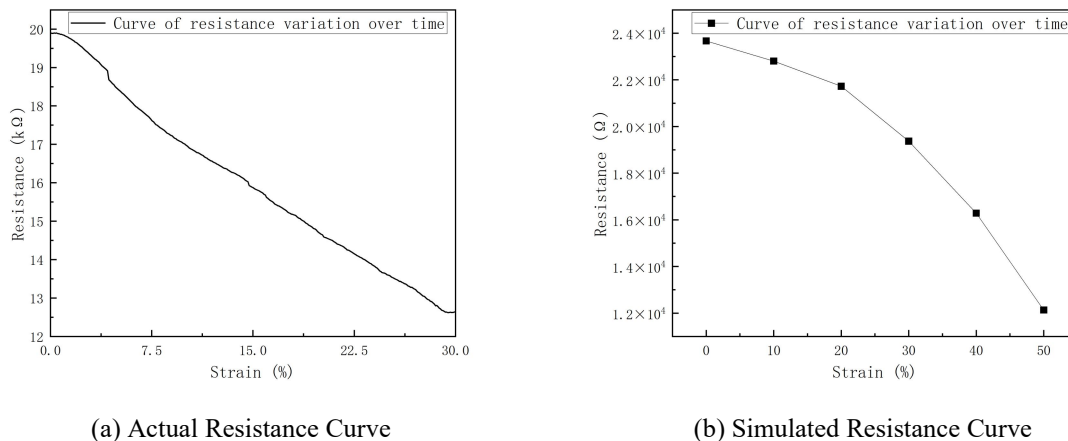 Curve of resistance variation over time
20
19
18
17
16
15
14
13
12
Resistance (kΩ)
0.0 7.5 15.0 22.5 30.0
Strain (%)
(a) Actual Resistance Curve
Curve of resistance variation over time
2.4×10⁴
2.2×10⁴
2.0×10⁴
1.8×10⁴
1.6×10⁴
1.4×10⁴
1.2×10⁴
Resistance (Ω)
0 10 20 30 40 50
Strain (%)
(b) Simulated Resistance Curve